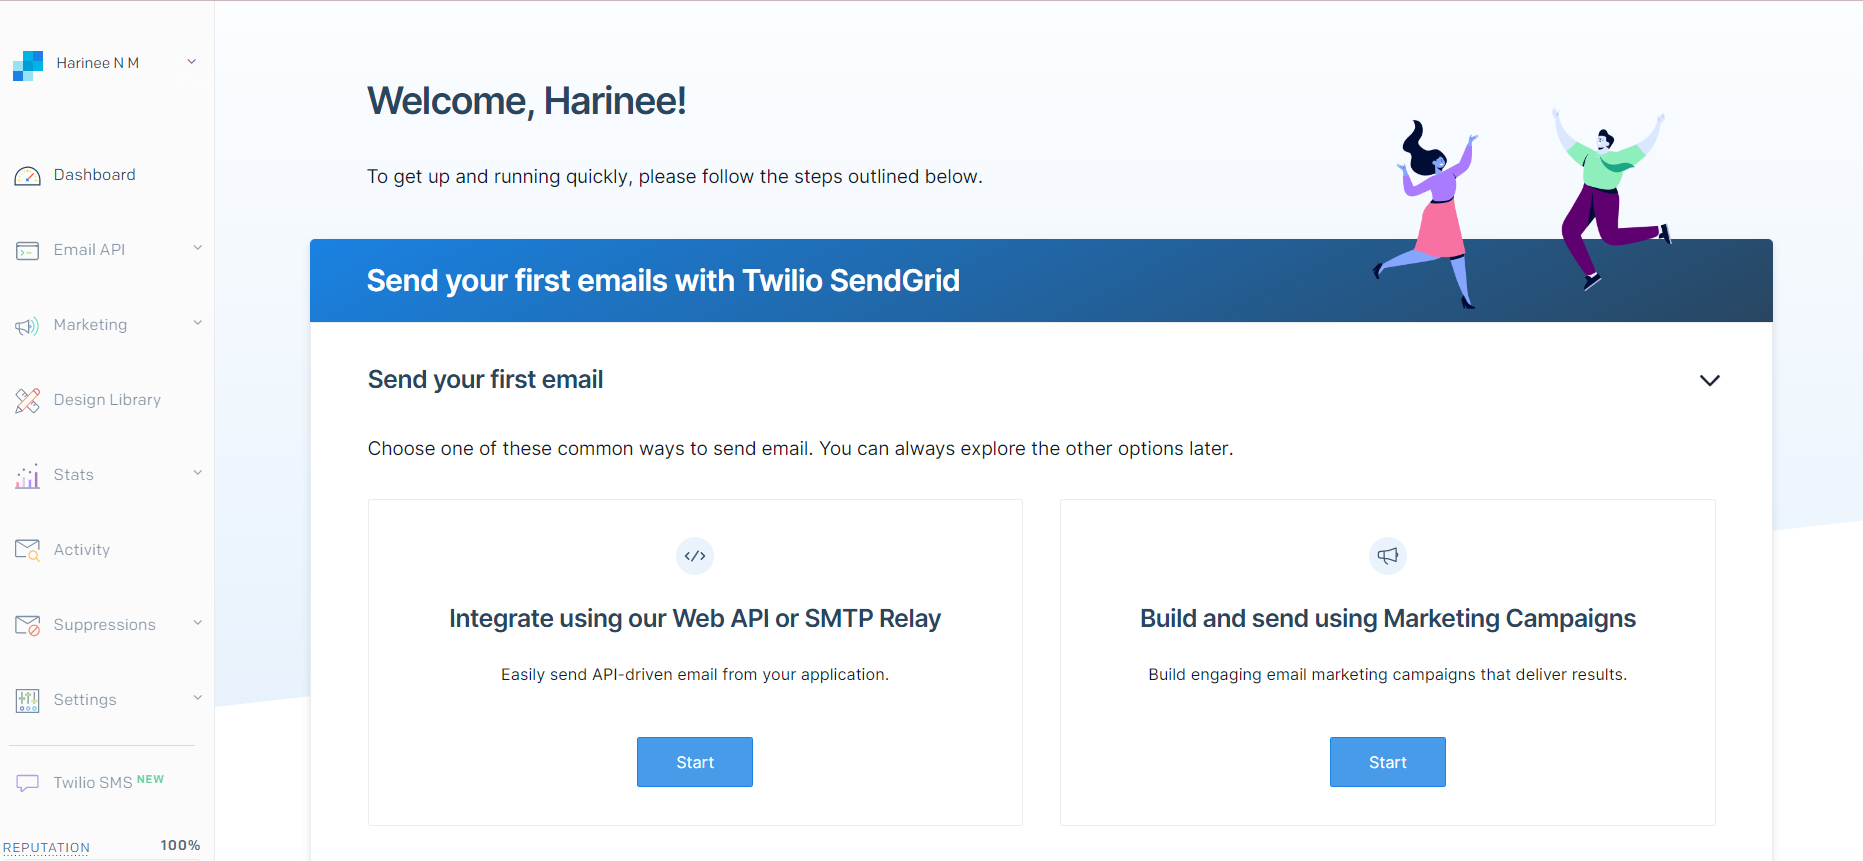 Harinee N M
Dashboard
Email API
Marketing
Design Library
Stats
Activity
Suppressions
Settings
Twilio SMS NEW
REPUTATION 100%
Welcome, Harinee!
To get up and running quickly, please follow the steps outlined below.
Send your first emails with Twilio SendGrid
Send your first email
Choose one of these common ways to send email. You can always explore the other options later.
Integrate using our Web API or SMTP Relay
Easily send API-driven email from your application.
Start
Build and send using Marketing Campaigns
Build engaging email marketing campaigns that deliver results.
Start